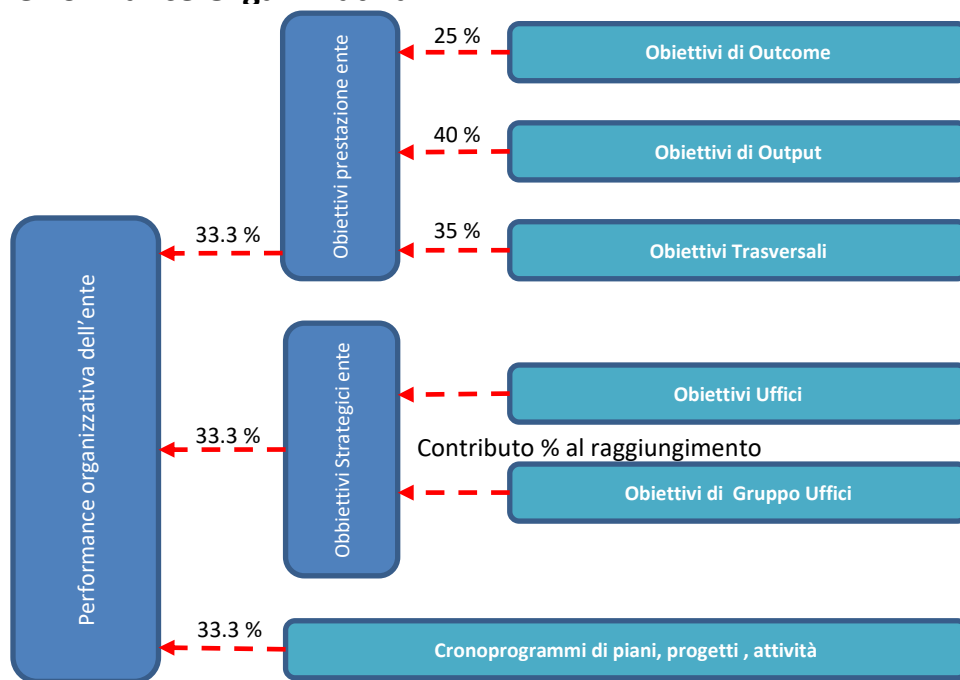 25 %
Obiettivi di Outcome
40 %
Obiettivi di Output
35 %
Obiettivi Trasversali
Obiettivi prestazione ente
33.3 %
Performance organizzativa dell'ente
Obiettivi Uffici
Obbiettivi Strategici ente
33.3 %
Contributo % al raggiungimento
Obiettivi di Gruppo Uffici
33.3 %
Cronoprogrammi di piani, progetti , attività